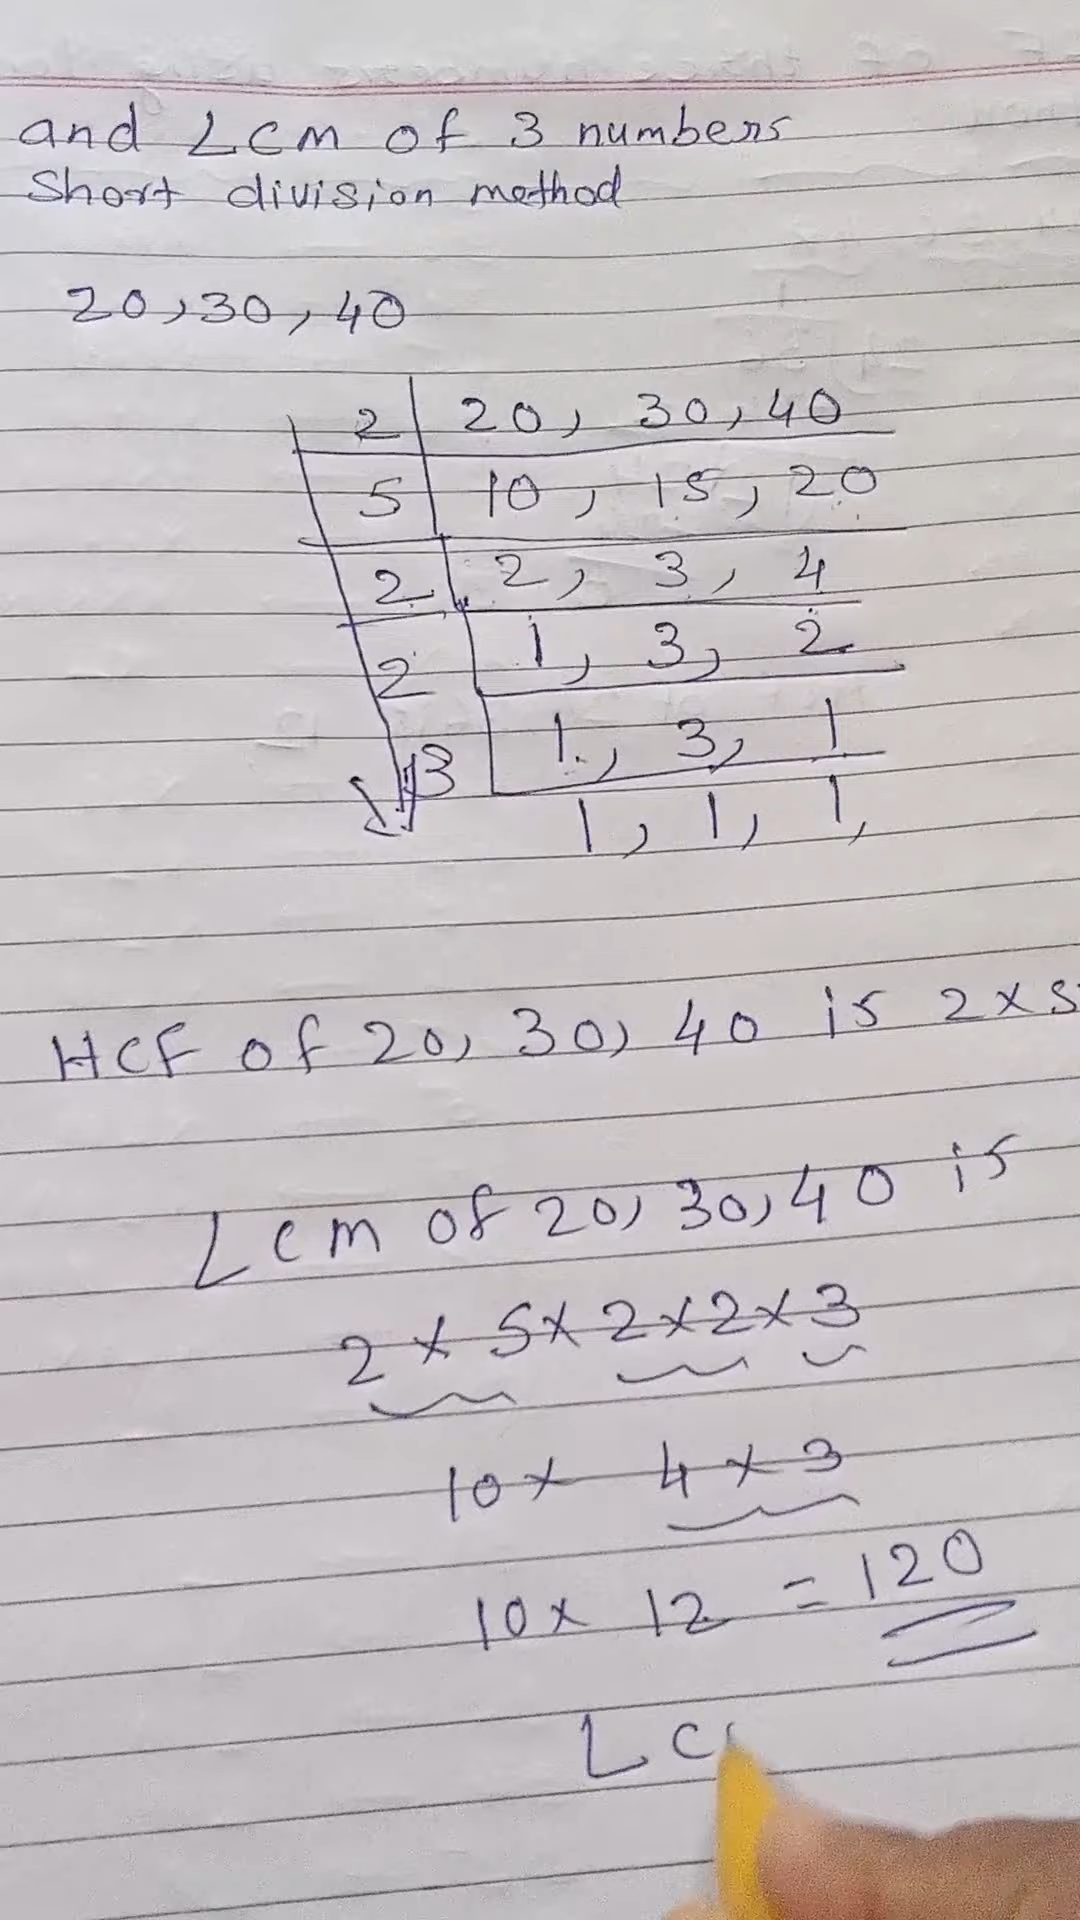 and LCM of 3 numbers
Short division method
20, 30, 40
2 | 20, 30, 40
5 | 10, 15, 20
2 | 2, 3, 4
2 | 1, 3, 2
3 | 1, 3, 1
1, 1, 1,
HCF of 20, 30, 40 is 2 x 5
Lcm of 20, 30, 40 is
2 x 5 x 2 x 2 x 3
10 x 4 x 3
10 x 12 = 120
LC